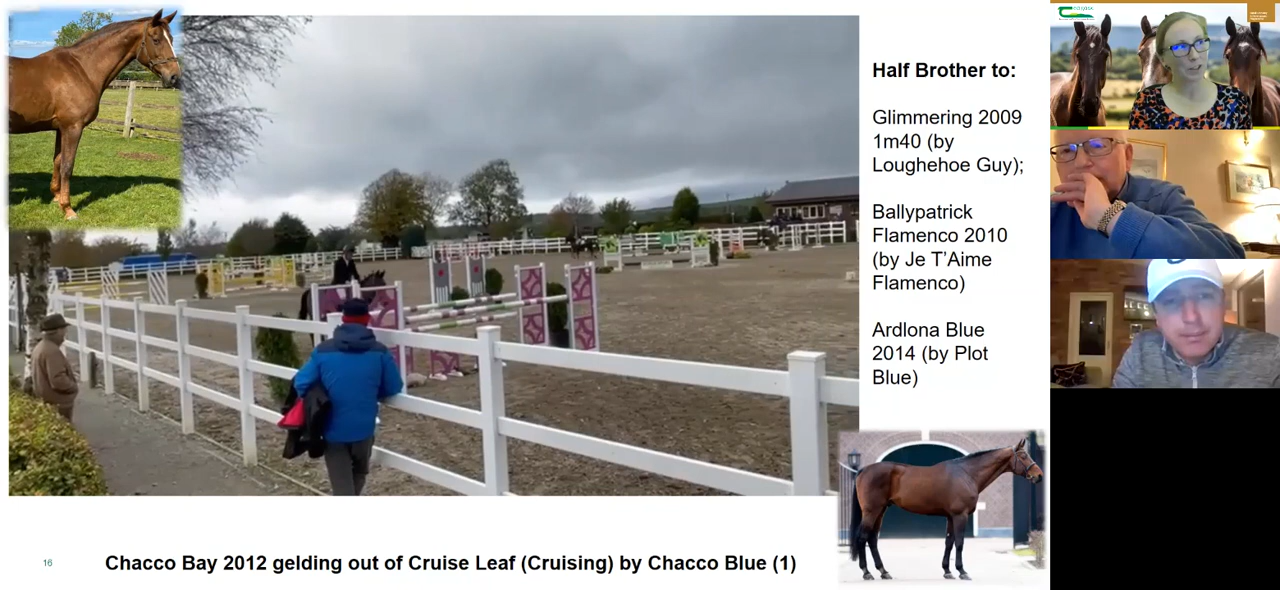 Half Brother to:
Glimmering 2009
1m40 (by
Loughehoe Guy);
Ballypatrick
Flamenco 2010
(by Je T'Aime
Flamenco)
Ardlona Blue
2014 (by Plot
Blue)
16
Chacco Bay 2012 gelding out of Cruise Leaf (Cruising) by Chacco Blue (1)